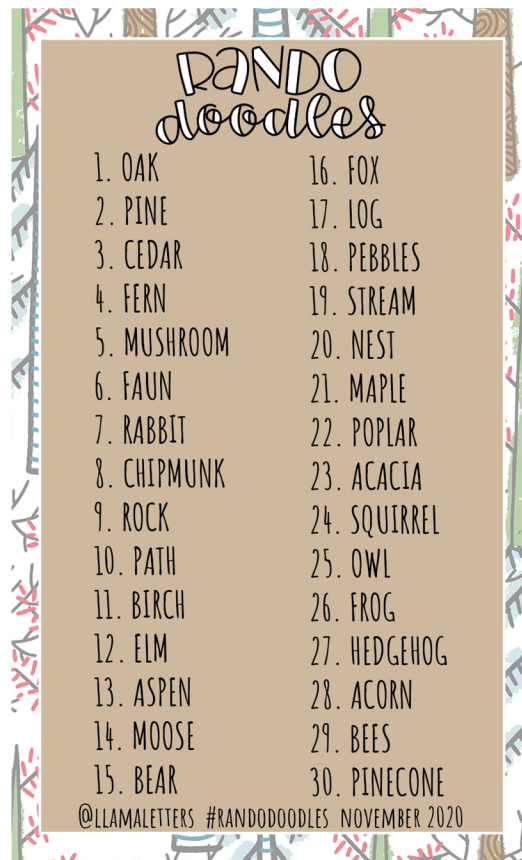 RANDO
doodles
1. OAK
2. PINE
3. CEDAR
4. FERN
5. MUSHROOM
6. FAUN
7. RABBIT
8. CHIPMUNK
9. ROCK
10. PATH
11. BIRCH
12. ELM
13. ASPEN
14. MOOSE
15. BEAR
16. FOX
17. LOG
18. PEBBLES
19. STREAM
20. NEST
21. MAPLE
22. POPLAR
23. ACACIA
24. SQUIRREL
25. OWL
26. FROG
27. HEDGEHOG
28. ACORN
29. BEES
30. PINECONE
@LLAMALETTERS #RANDODOODLES NOVEMBER 2020